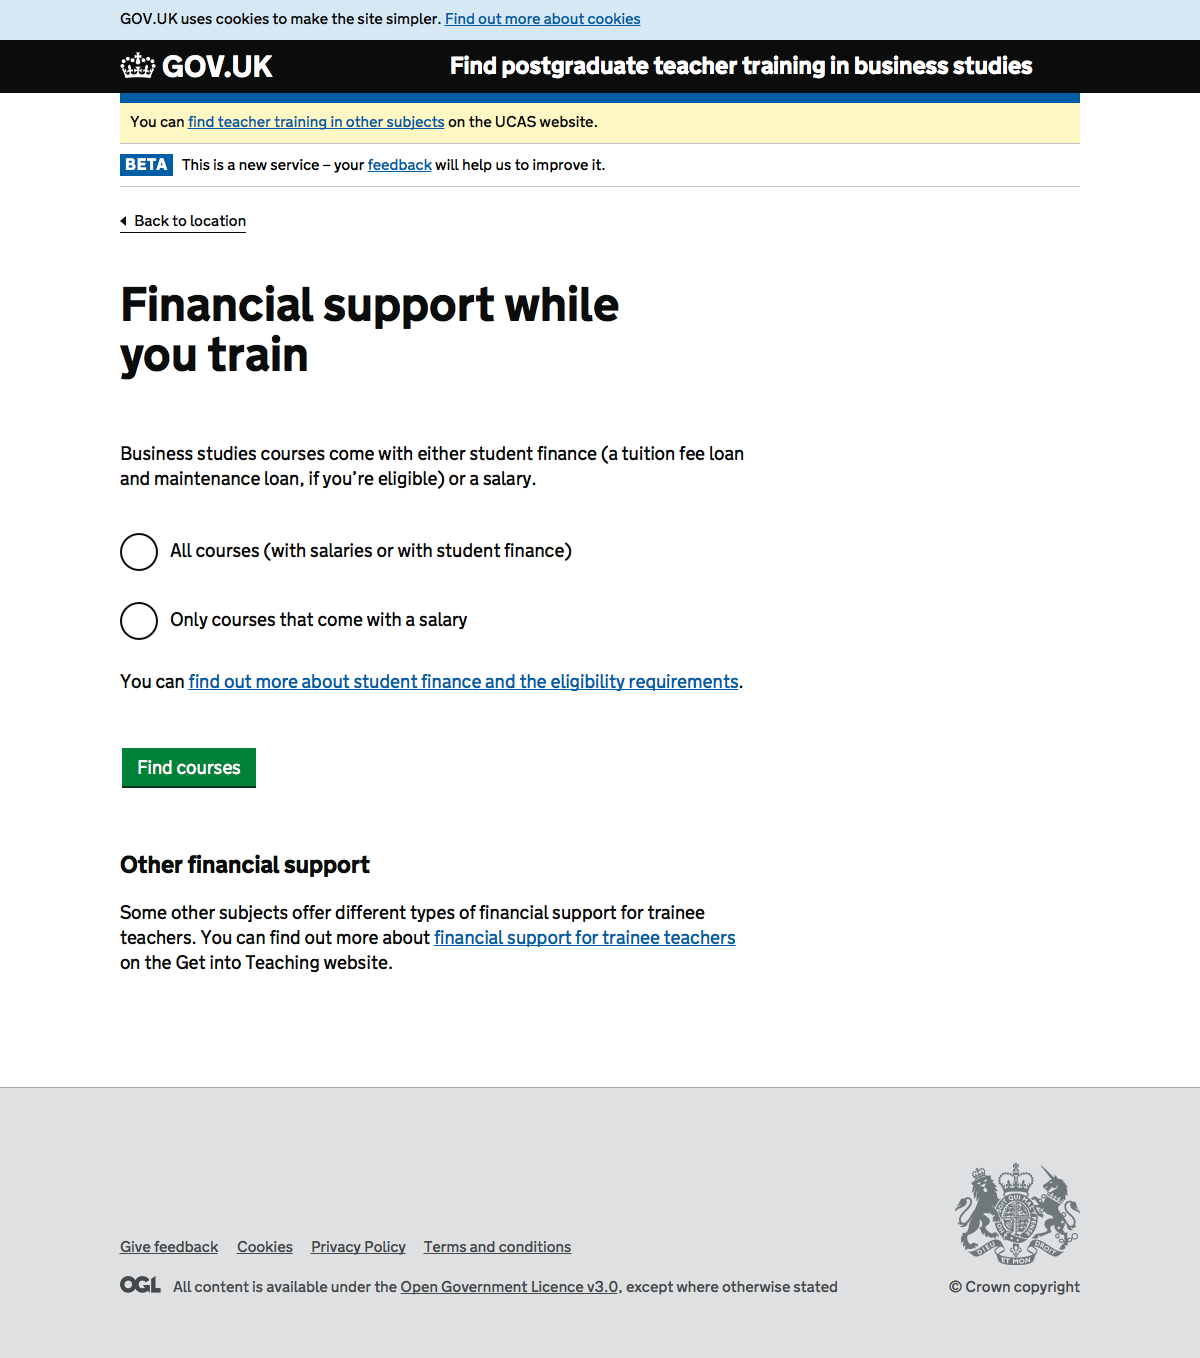 GOV.UK uses cookies to make the site simpler. Find out more about cookies
GOV.UK
Find postgraduate teacher training in business studies
You can find teacher training in other subjects on the UCAS website.
BETA This is a new service – your feedback will help us to improve it.
Back to location
Financial support while
you train
Business studies courses come with either student finance (a tuition fee loan
and maintenance loan, if you’re eligible) or a salary.
All courses (with salaries or with student finance)
Only courses that come with a salary
You can find out more about student finance and the eligibility requirements.
Find courses
Other financial support
Some other subjects offer different types of financial support for trainee
teachers. You can find out more about financial support for trainee teachers
on the Get into Teaching website.
Give feedback Cookies Privacy Policy Terms and conditions
OGL All content is available under the Open Government Licence v3.0, except where otherwise stated
DIEU ET MON DROIT
© Crown copyright